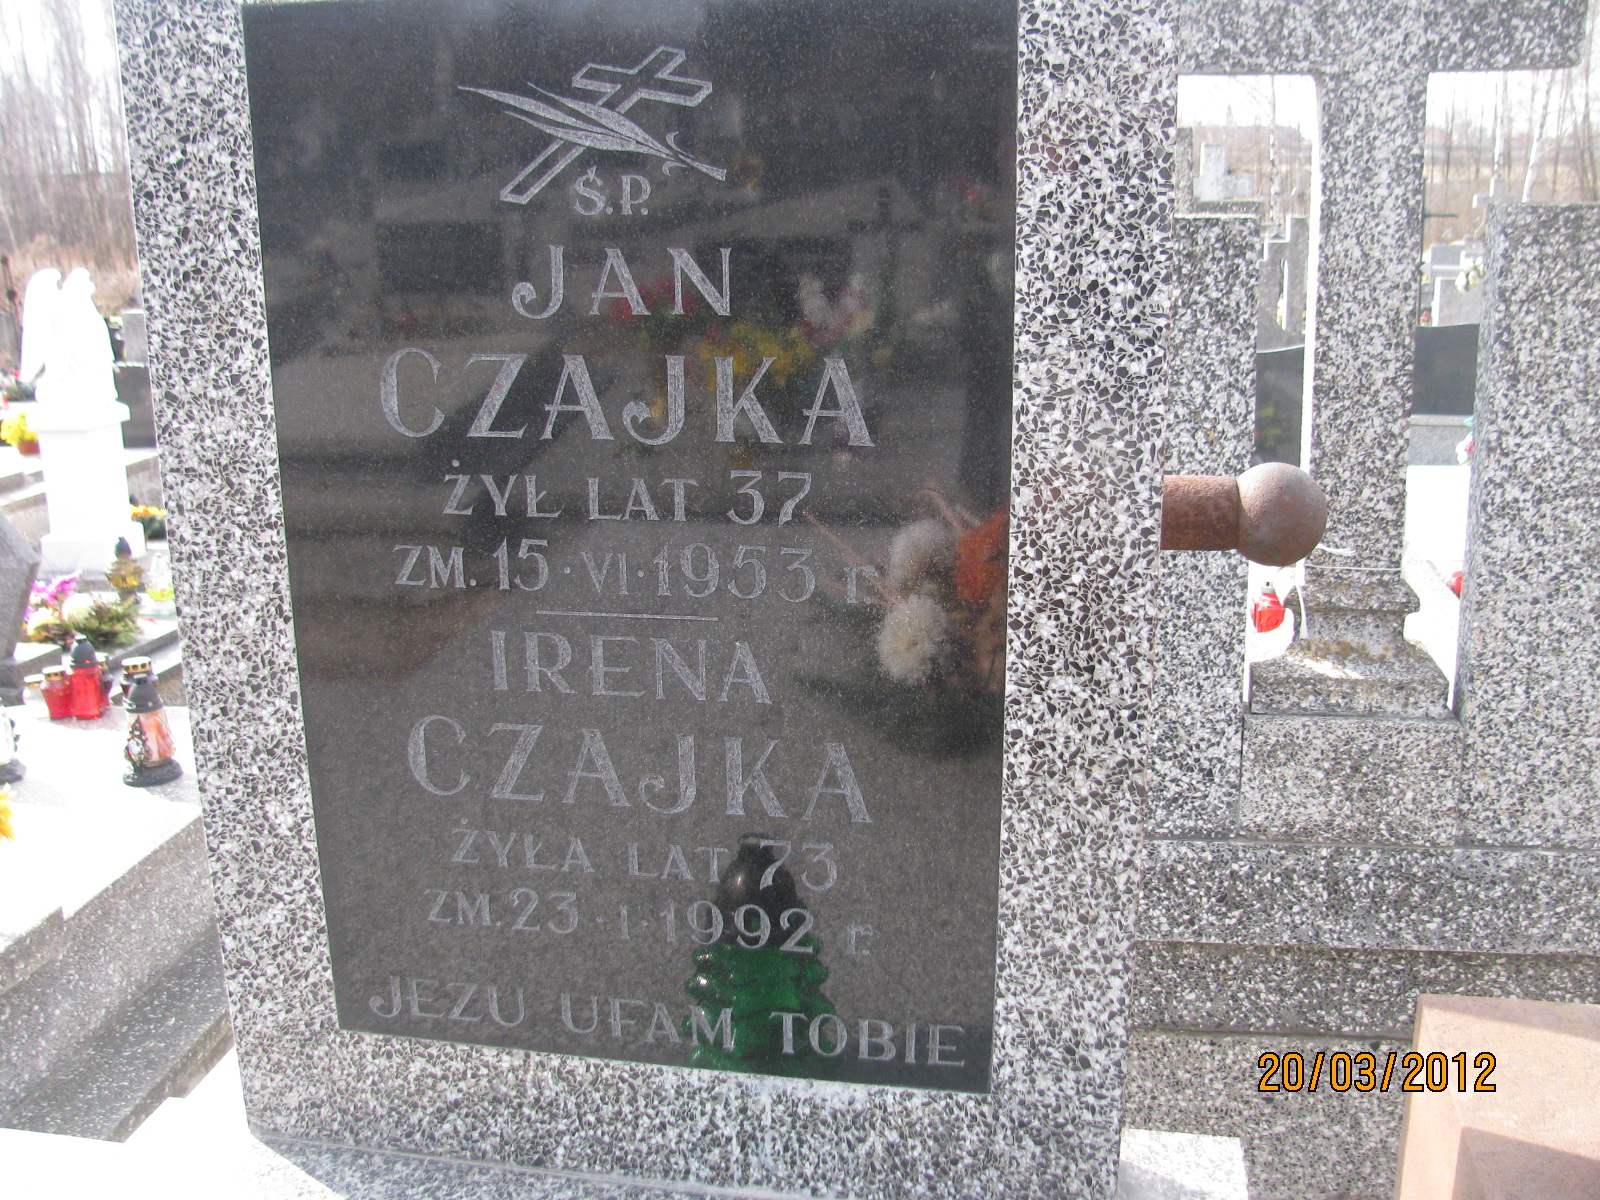 Ś.P.
JAN
CZAJKA
ŻYŁ LAT 37
ZM. 15·VI·1953 r.
IRENA
CZAJKA
ŻYŁA LAT 73
ZM. 23·I·1992 r.
JEZU UFAM TOBIE
20/03/2012